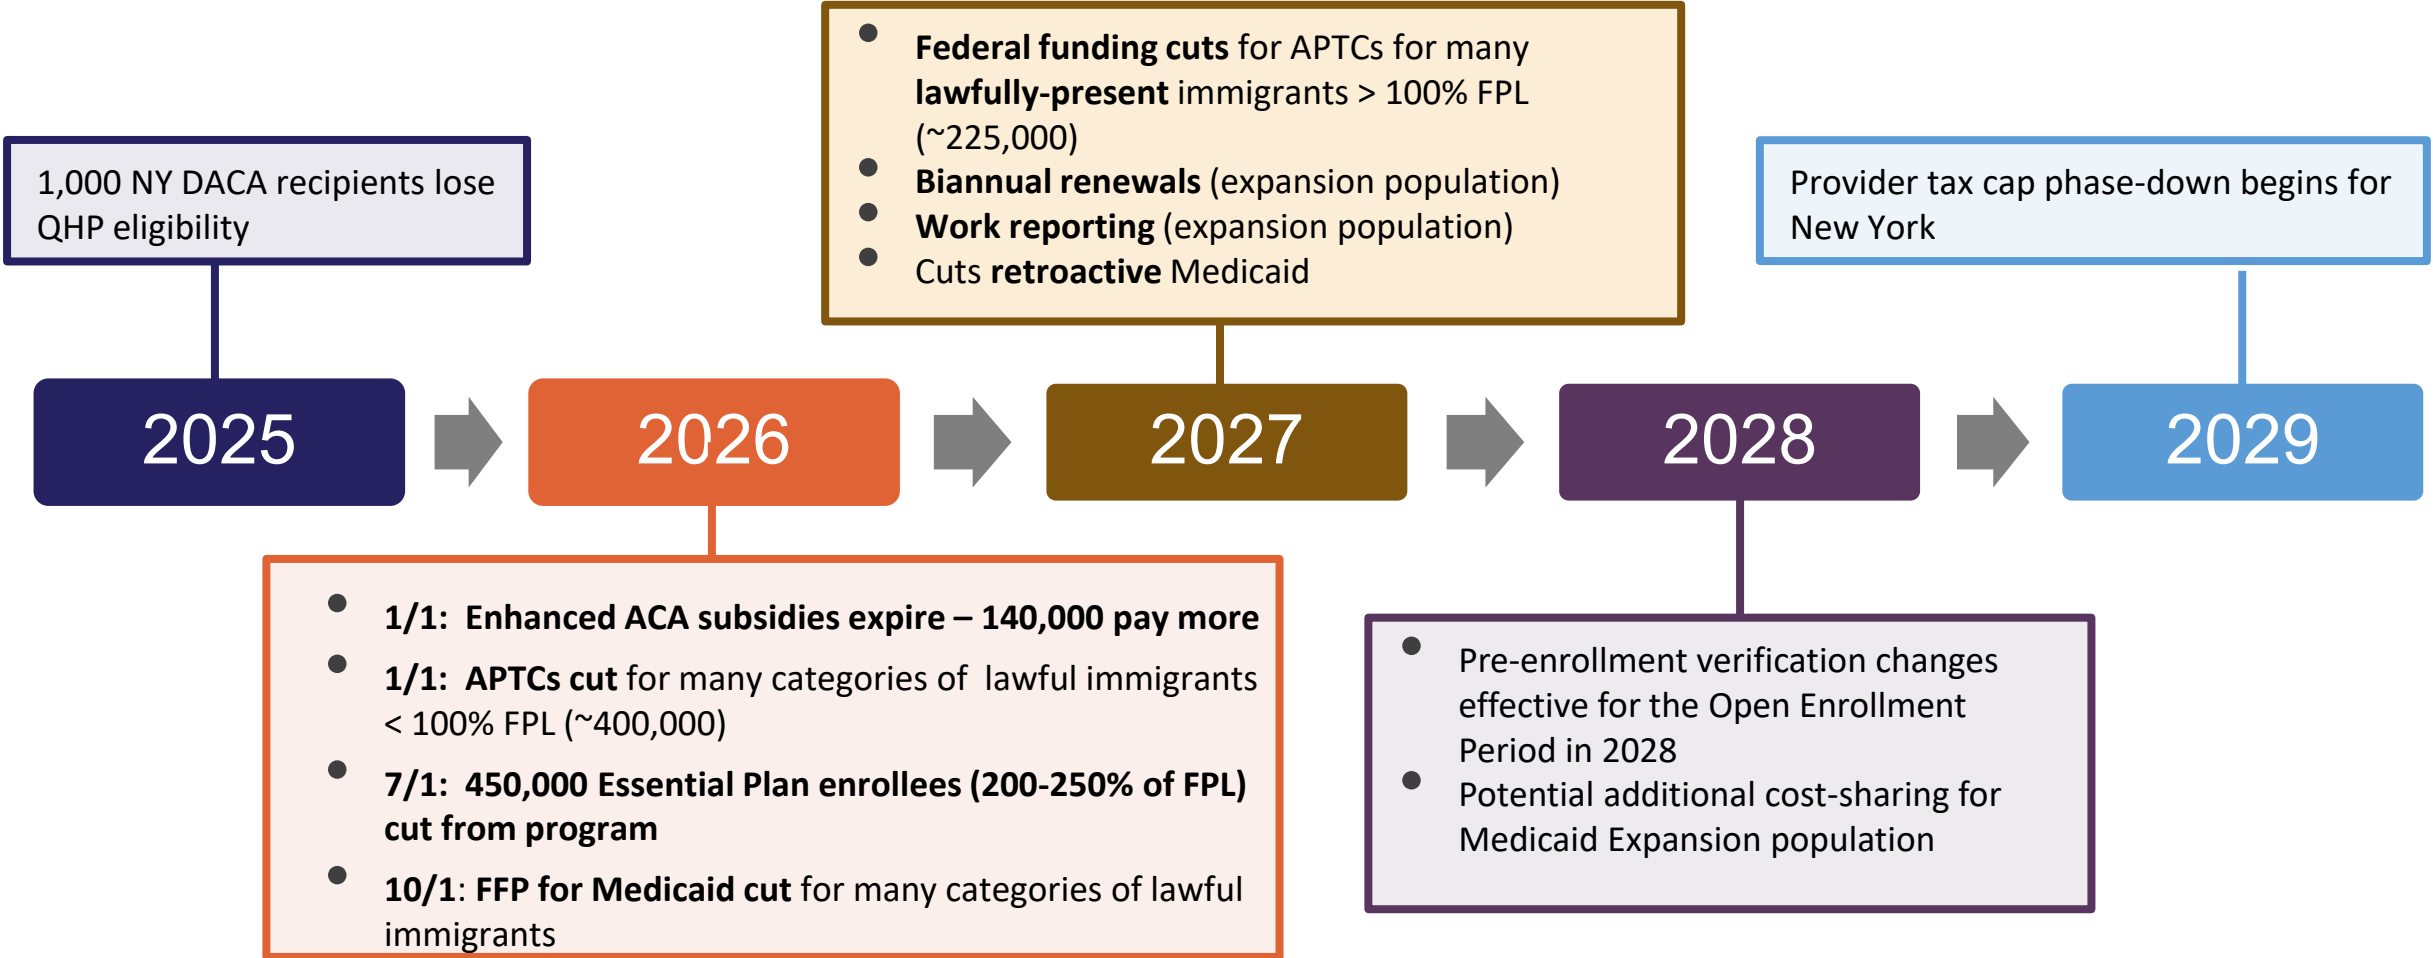 1,000 NY DACA recipients lose
QHP eligibility
● Federal funding cuts for APTCs for many
lawfully-present immigrants > 100% FPL
(~225,000)
● Biannual renewals (expansion population)
● Work reporting (expansion population)
● Cuts retroactive Medicaid
Provider tax cap phase-down begins for
New York
2025
2026
2027
2028
2029
● 1/1: Enhanced ACA subsidies expire – 140,000 pay more
● 1/1: APTCs cut for many categories of lawful immigrants
< 100% FPL (~400,000)
● 7/1: 450,000 Essential Plan enrollees (200-250% of FPL)
cut from program
● 10/1: FFP for Medicaid cut for many categories of lawful
immigrants
● Pre-enrollment verification changes
effective for the Open Enrollment
Period in 2028
● Potential additional cost-sharing for
Medicaid Expansion population